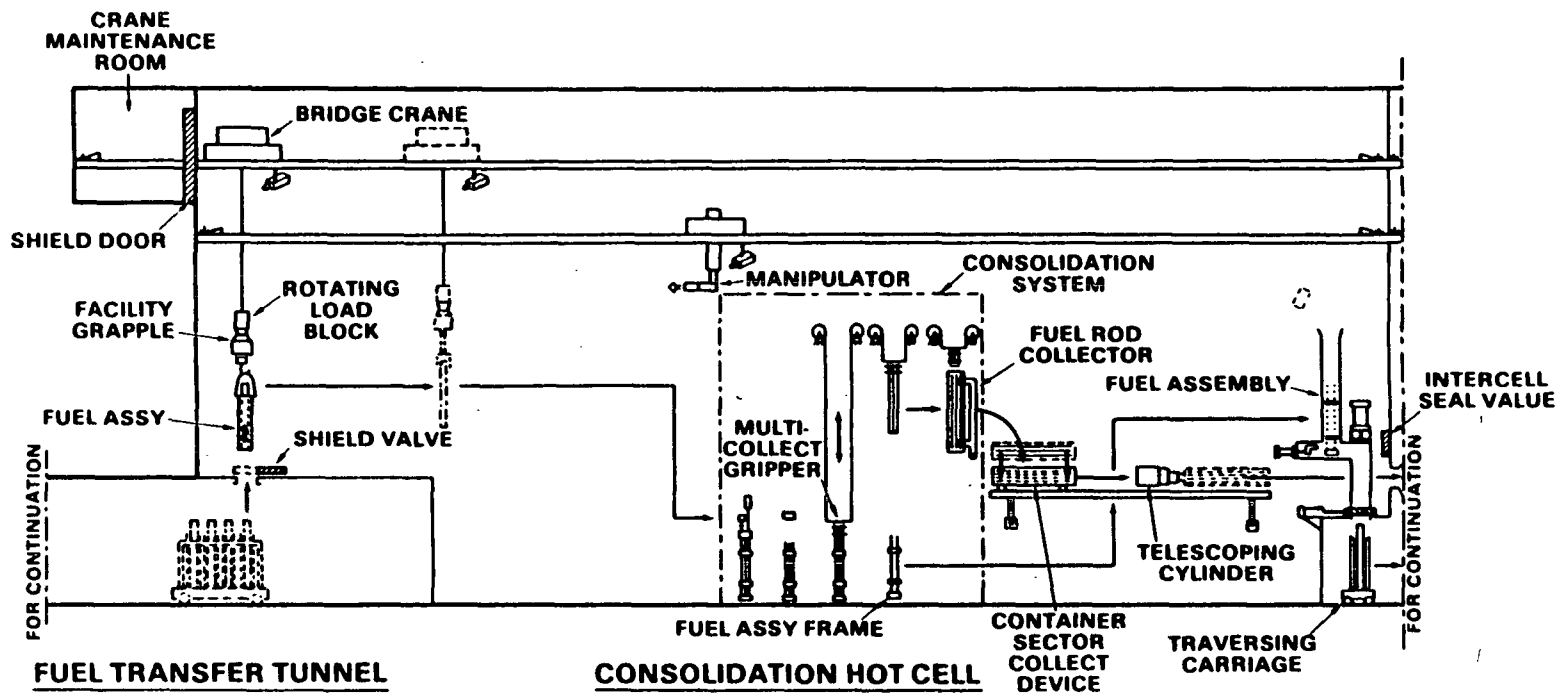 CRANE
MAINTENANCE
ROOM
BRIDGE CRANE
SHIELD DOOR
MANIPULATOR
CONSOLIDATION
SYSTEM
ROTATING
LOAD
BLOCK
FACILITY
GRAPPLE
FUEL ROD
COLLECTOR
FUEL ASSEMBLY
INTERCELL
SEAL VALUE
FUEL ASSY
SHIELD VALVE
MULTI-
COLLECT
GRIPPER
FOR CONTINUATION
FOR CONTINUATION
TELESCOPING
CYLINDER
FUEL ASSY FRAME
CONTAINER
SECTOR
COLLECT
DEVICE
TRAVERSING
CARRIAGE
FUEL TRANSFER TUNNEL
CONSOLIDATION HOT CELL